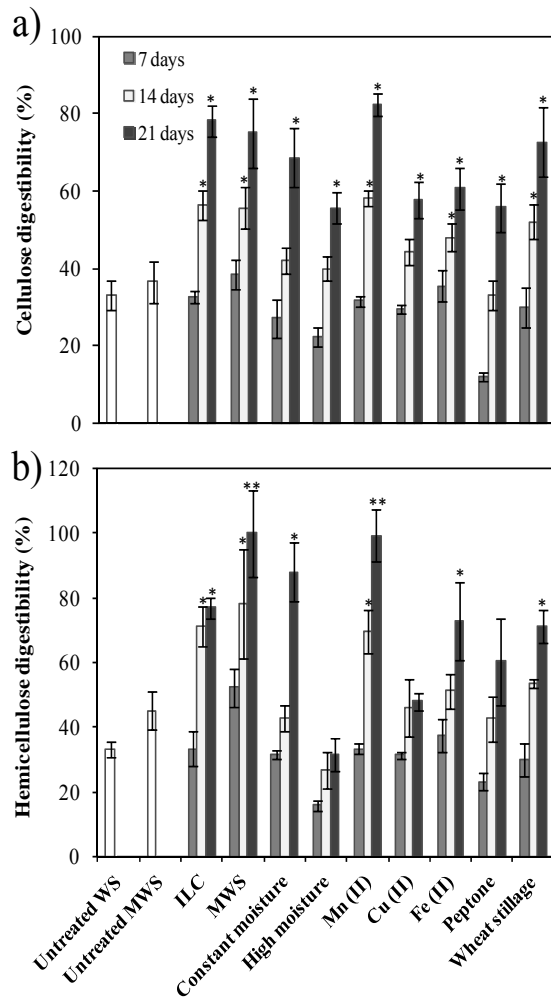 a)
100
80
60
40
20
0
Cellulose digestibility (%)
7 days
14 days
21 days
* * * * * * * * * * * * * *
b)
120
100
80
60
40
20
0
Hemicellulose digestibility (%)
* * * ** * * ** * *
Untreated WS
Untreated MWS
ILC
MWS
Constant moisture
High moisture
Mn (II)
Cu (II)
Fe (II)
Peptone
Wheat stillage